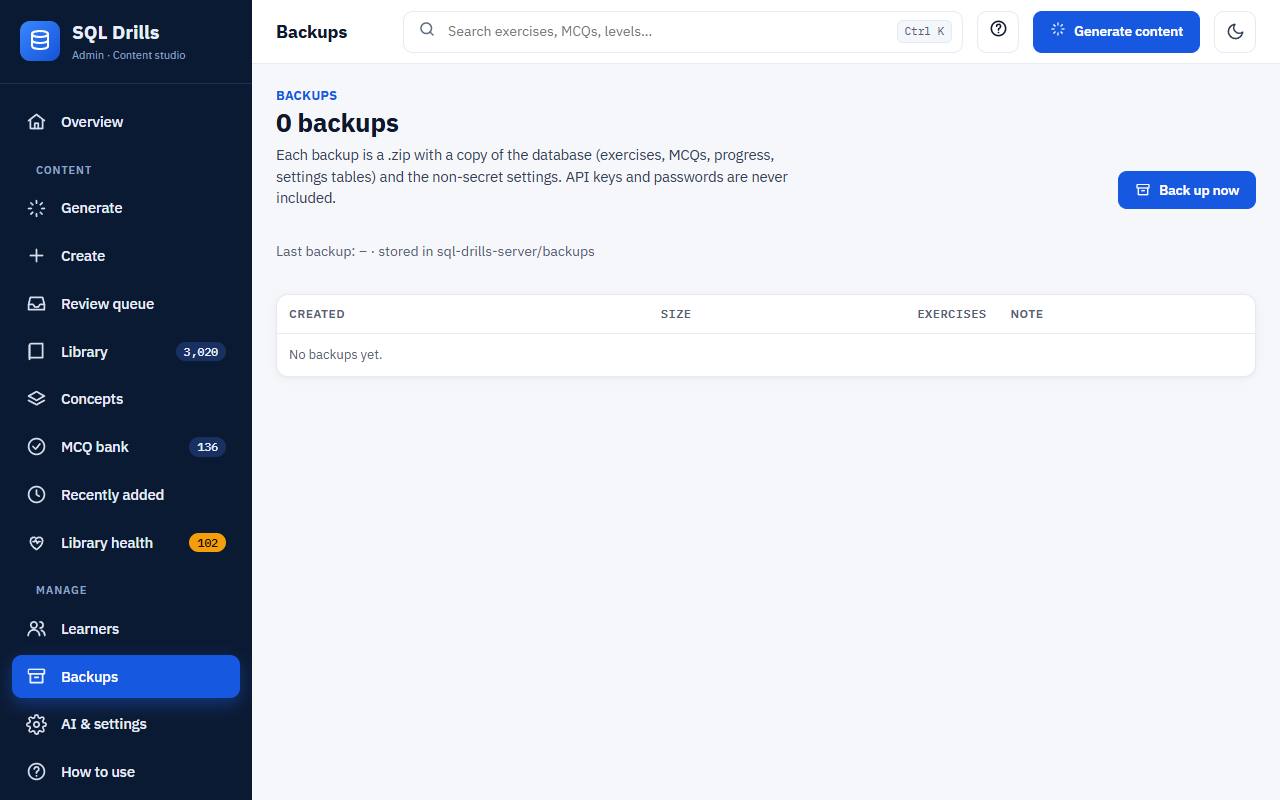 SQL Drills
Admin · Content studio
Overview
CONTENT
Generate
Create
Review queue
Library 3,020
Concepts
MCQ bank 136
Recently added
Library health 102
MANAGE
Learners
Backups
AI & settings
How to use
Backups
Search exercises, MCQs, levels...
Ctrl K
Generate content
BACKUPS
0 backups
Each backup is a .zip with a copy of the database (exercises, MCQs, progress,
settings tables) and the non-secret settings. API keys and passwords are never
included.
Back up now
Last backup: – · stored in sql-drills-server/backups
CREATED SIZE EXERCISES NOTE
No backups yet.